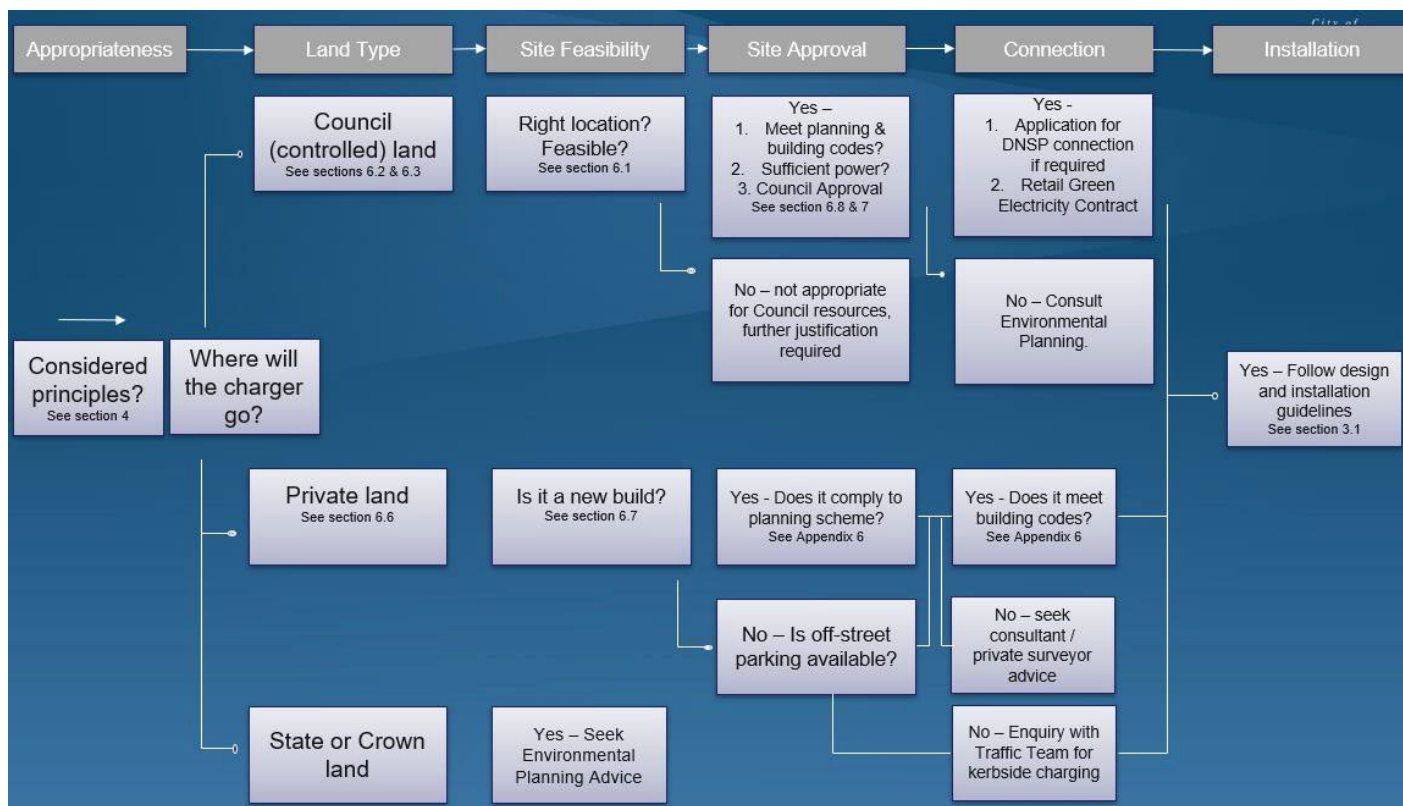 City of
Appropriateness
Land Type
Site Feasibility
Site Approval
Connection
Installation
Council
(controlled) land
See sections 6.2 & 6.3
Right location?
Feasible?
See section 6.1
Yes –
1. Meet planning &
building codes?
2. Sufficient power?
3. Council Approval
See section 6.8 & 7
Yes -
1. Application for
DNSP connection
if required
2. Retail Green
Electricity Contract
No – not appropriate
for Council resources,
further justification
required
No – Consult
Environmental
Planning.
Considered
principles?
See section 4
Where will
the charger
go?
Yes – Follow design
and installation
guidelines
See section 3.1
Private land
See section 6.6
Is it a new build?
See section 6.7
Yes - Does it comply to
planning scheme?
See Appendix 6
Yes - Does it meet
building codes?
See Appendix 6
No – Is off-street
parking available?
No – seek
consultant /
private surveyor
advice
State or Crown
land
Yes – Seek
Environmental
Planning Advice
No – Enquiry with
Traffic Team for
kerbside charging